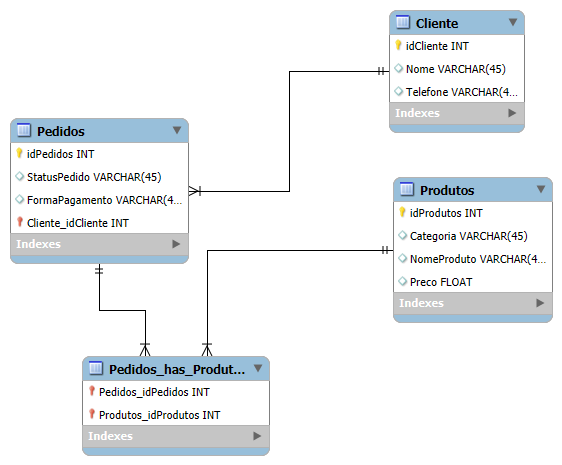 Cliente
idCliente INT
Nome VARCHAR(45)
Telefone VARCHAR(4...
Indexes
Pedidos
idPedidos INT
StatusPedido VARCHAR(45)
FormaPagamento VARCHAR(4...
Cliente_idCliente INT
Indexes
Produtos
idProdutos INT
Categoria VARCHAR(45)
NomeProduto VARCHAR(4...
Preco FLOAT
Indexes
Pedidos_has_Produt...
Pedidos_idPedidos INT
Produtos_idProdutos INT
Indexes